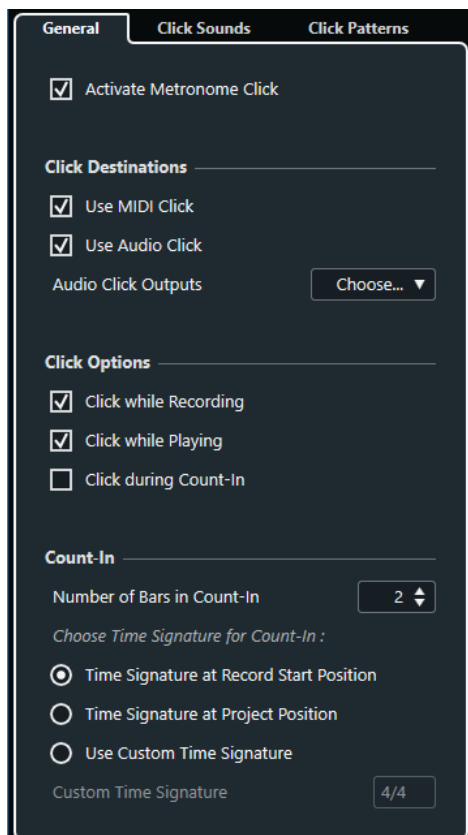 General Click Sounds Click Patterns
Activate Metronome Click
Click Destinations
Use MIDI Click
Use Audio Click
Audio Click Outputs Choose...
Click Options
Click while Recording
Click while Playing
Click during Count-In
Count-In
Number of Bars in Count-In 2
Choose Time Signature for Count-In :
Time Signature at Record Start Position
Time Signature at Project Position
Use Custom Time Signature
Custom Time Signature 4/4